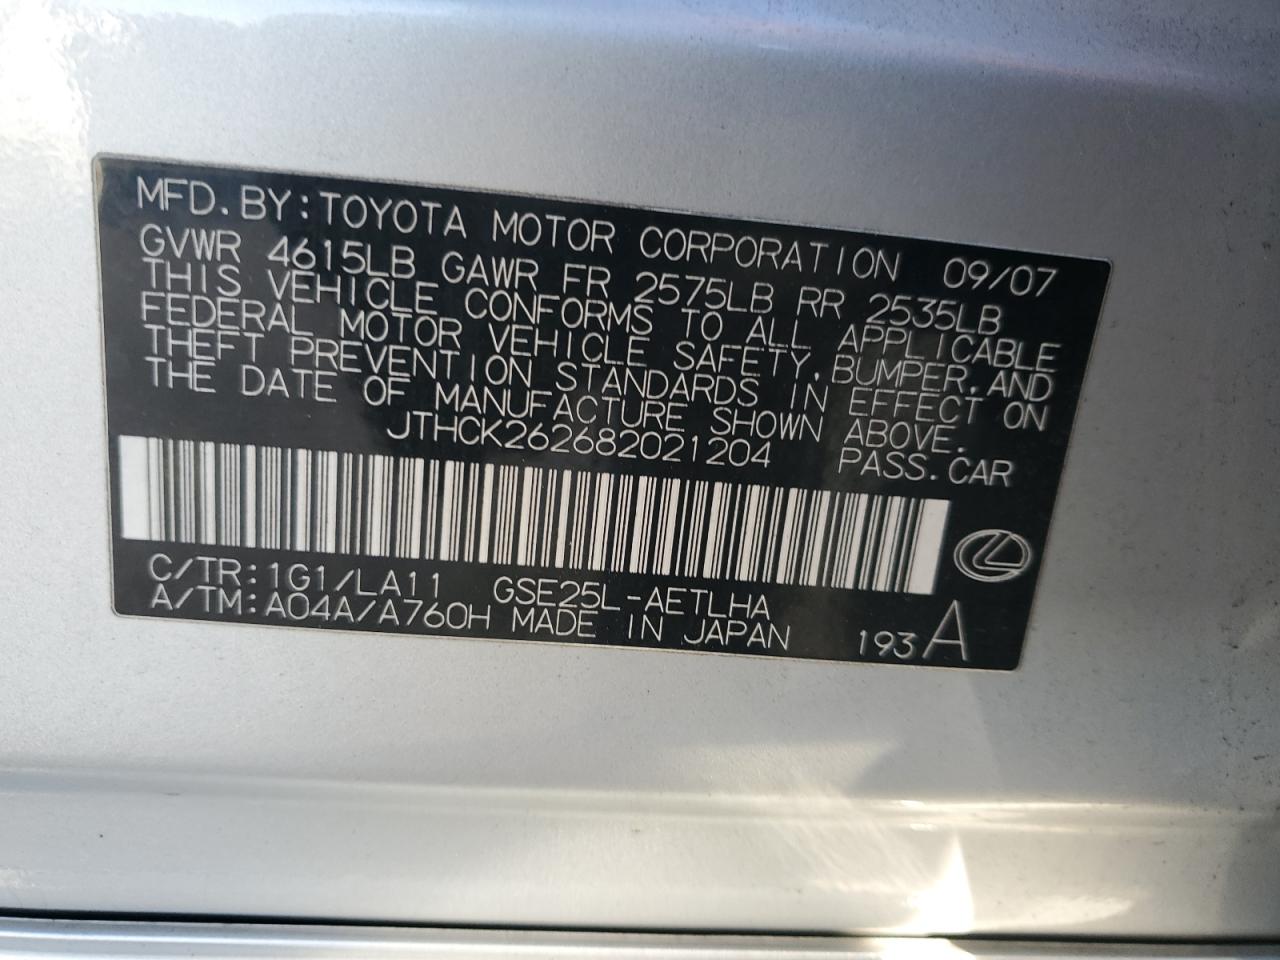 MFD. BY: TOYOTA MOTOR CORPORATION 09/07
GVWR 4615LB GAWR FR 2575LB RR 2535LB
THIS VEHICLE CONFORMS TO ALL APPLICABLE
FEDERAL MOTOR VEHICLE SAFETY, BUMPER, AND
THEFT PREVENTION STANDARDS IN EFFECT ON
THE DATE OF MANUFACTURE SHOWN ABOVE.
JTHCK262682021204 PASS. CAR
C/TR: 1G1/LA11 GSE25L-AETLHA
A/TM: A04A/A760H MADE IN JAPAN 193 A